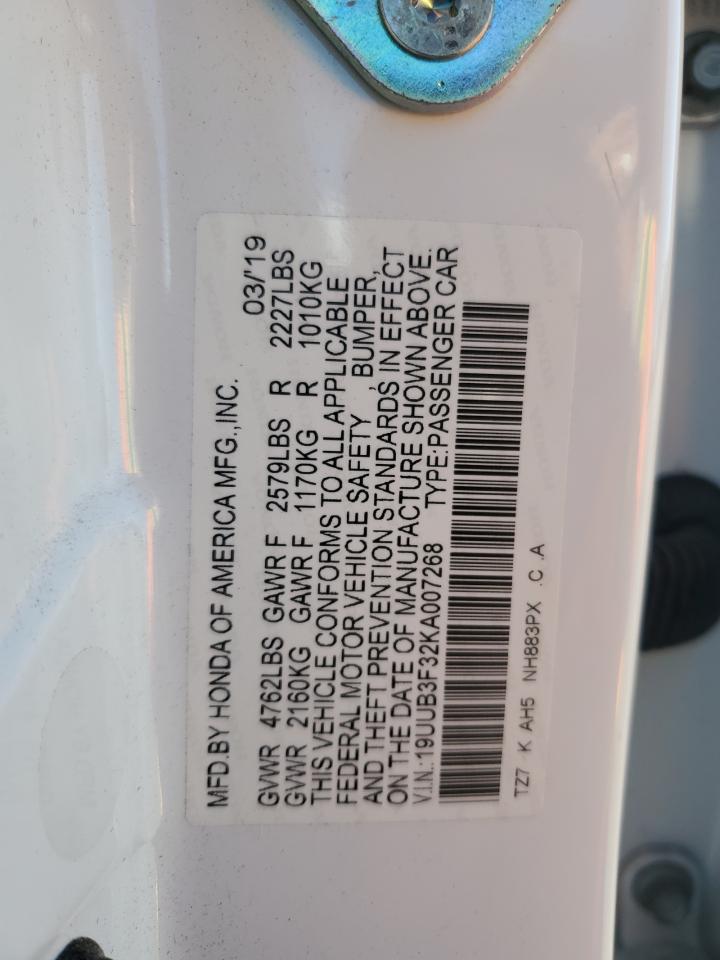 MFD.BY HONDA OF AMERICA MFG.,INC. 03/'19
GVWR 4762LBS GAWR F 2579LBS R 2227LBS
GVWR 2160KG GAWR F 1170KG R 1010KG
THIS VEHICLE CONFORMS TO ALL APPLICABLE
FEDERAL MOTOR VEHICLE SAFETY , BUMPER,
AND THEFT PREVENTION STANDARDS IN EFFECT
ON THE DATE OF MANUFACTURE SHOWN ABOVE.
V.I.N.:19UUB3F32KA007268 TYPE:PASSENGER CAR
TZ7 -K AH5 NH883PX .C .A